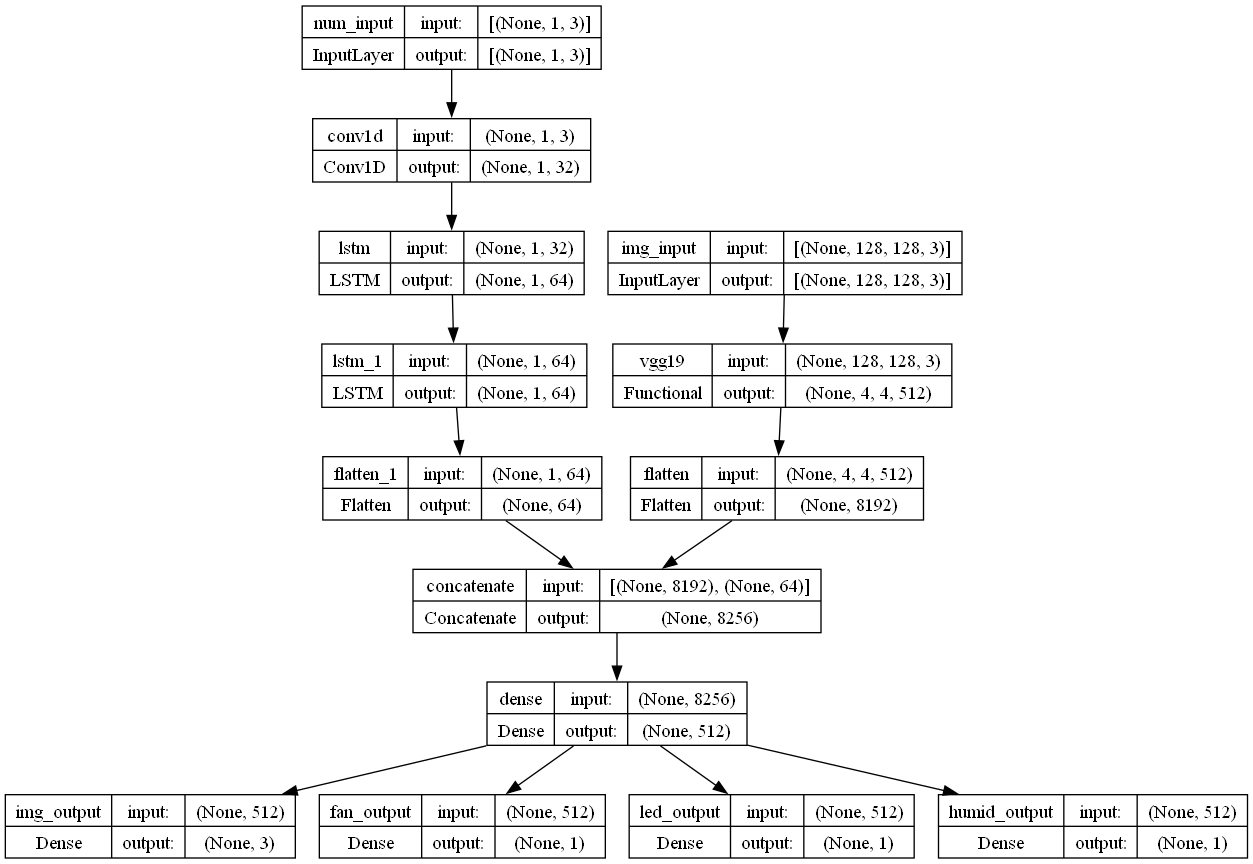 num_input input: [(None, 1, 3)]
InputLayer output: [(None, 1, 3)]
conv1d input: (None, 1, 3)
Conv1D output: (None, 1, 32)
lstm input: (None, 1, 32)
LSTM output: (None, 1, 64)
img_input input: [(None, 128, 128, 3)]
InputLayer output: [(None, 128, 128, 3)]
lstm_1 input: (None, 1, 64)
LSTM output: (None, 1, 64)
vgg19 input: (None, 128, 128, 3)
Functional output: (None, 4, 4, 512)
flatten_1 input: (None, 1, 64)
Flatten output: (None, 64)
flatten input: (None, 4, 4, 512)
Flatten output: (None, 8192)
concatenate input: [(None, 8192), (None, 64)]
Concatenate output: (None, 8256)
dense input: (None, 8256)
Dense output: (None, 512)
img_output input: (None, 512)
Dense output: (None, 3)
fan_output input: (None, 512)
Dense output: (None, 1)
led_output input: (None, 512)
Dense output: (None, 1)
humid_output input: (None, 512)
Dense output: (None, 1)